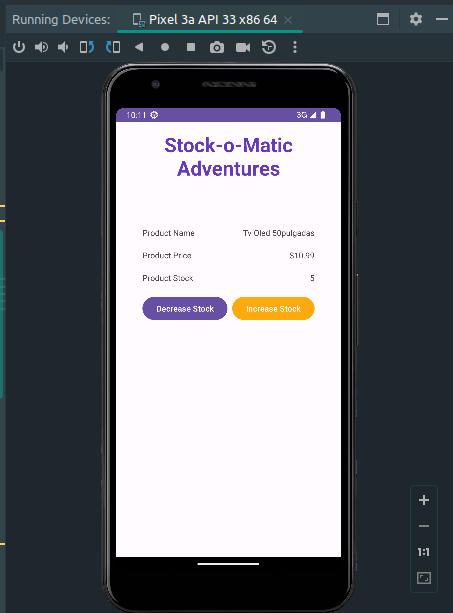 Running Devices: Pixel 3a API 33 x86 64
10:11 3G
Stock-o-Matic
Adventures
Product Name Tv Oled 50pulgadas
Product Price $10.99
Product Stock 5
Decrease Stock Increase Stock
1:1